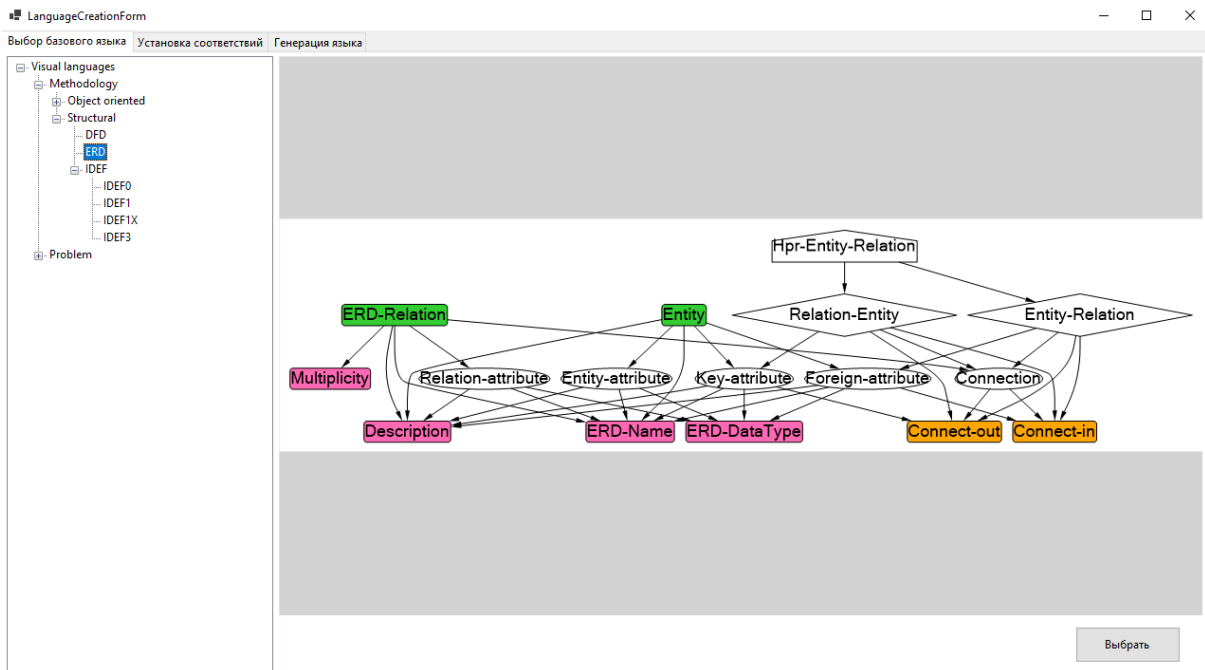 LanguageCreationForm
Выбор базового языка Установка соответствий Генерация языка
Visual languages
Methodology
Object oriented
Structural
DFD
ERD
IDEF
IDEF0
IDEF1
IDEF1X
IDEF3
Problem
Hpr-Entity-Relation
ERD-Relation Entity Relation-Entity Entity-Relation
Multiplicity Relation-attribute Entity-attribute Key-attribute Foreign-attribute Connection
Description ERD-Name ERD-DataType Connect-out Connect-in
Выбрать